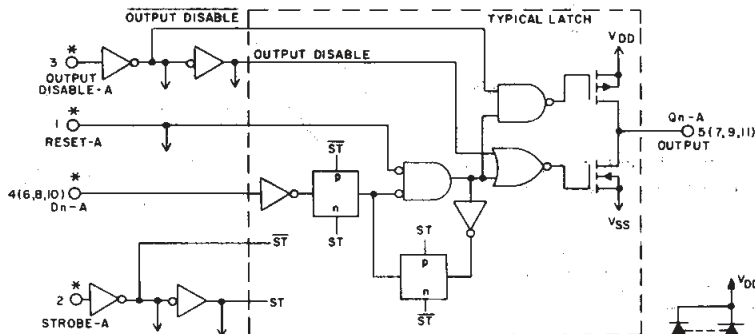 OUTPUT DISABLE
TYPICAL LATCH
VDD
*
3
OUTPUT DISABLE
OUTPUT
DISABLE-A
*
1
RESET-A
Qn-A
5(7,9,11)
OUTPUT
ST
p
n
ST
*
4(6,8,10)
Dn-A
VSS
ST
ST
p
n
ST
*
2
ST
STROBE-A
VDD